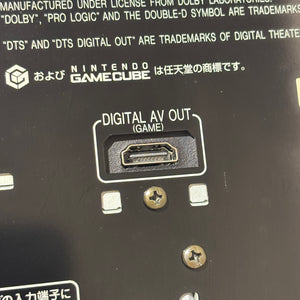 MANUFACTURED UNDER LICENSE FROM DOLBY LABORATORIES.
"DOLBY", "PRO LOGIC" AND THE DOUBLE-D SYMBOL ARE TRADEMARKS
"DTS" AND "DTS DIGITAL OUT" ARE TRADEMARKS OF DIGITAL THEATER
および NINTENDO GAMECUBE は任天堂の商標です。
DIGITAL AV OUT
(GAME)
の入力端子に